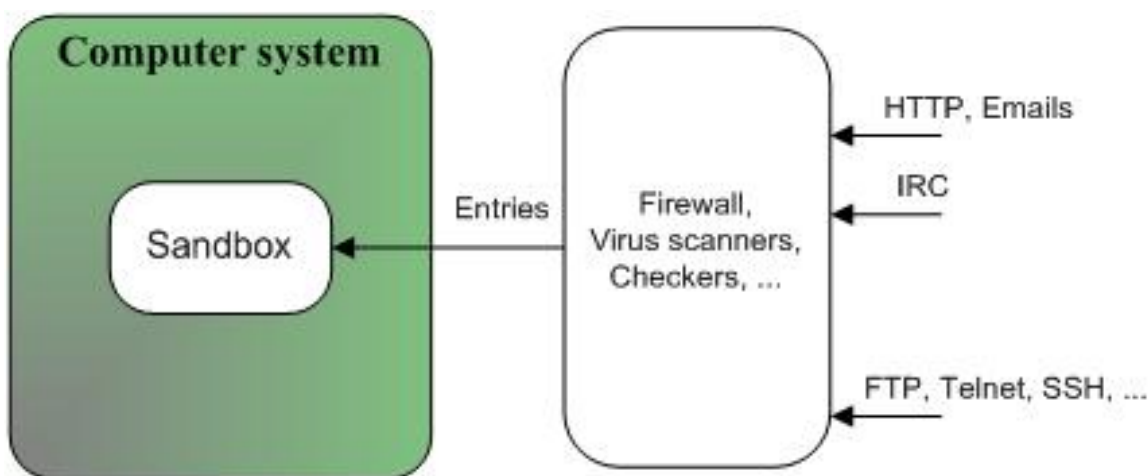 Computer system
Sandbox
Entries
Firewall,
Virus scanners,
Checkers, ...
HTTP, Emails
IRC
FTP, Telnet, SSH, ...